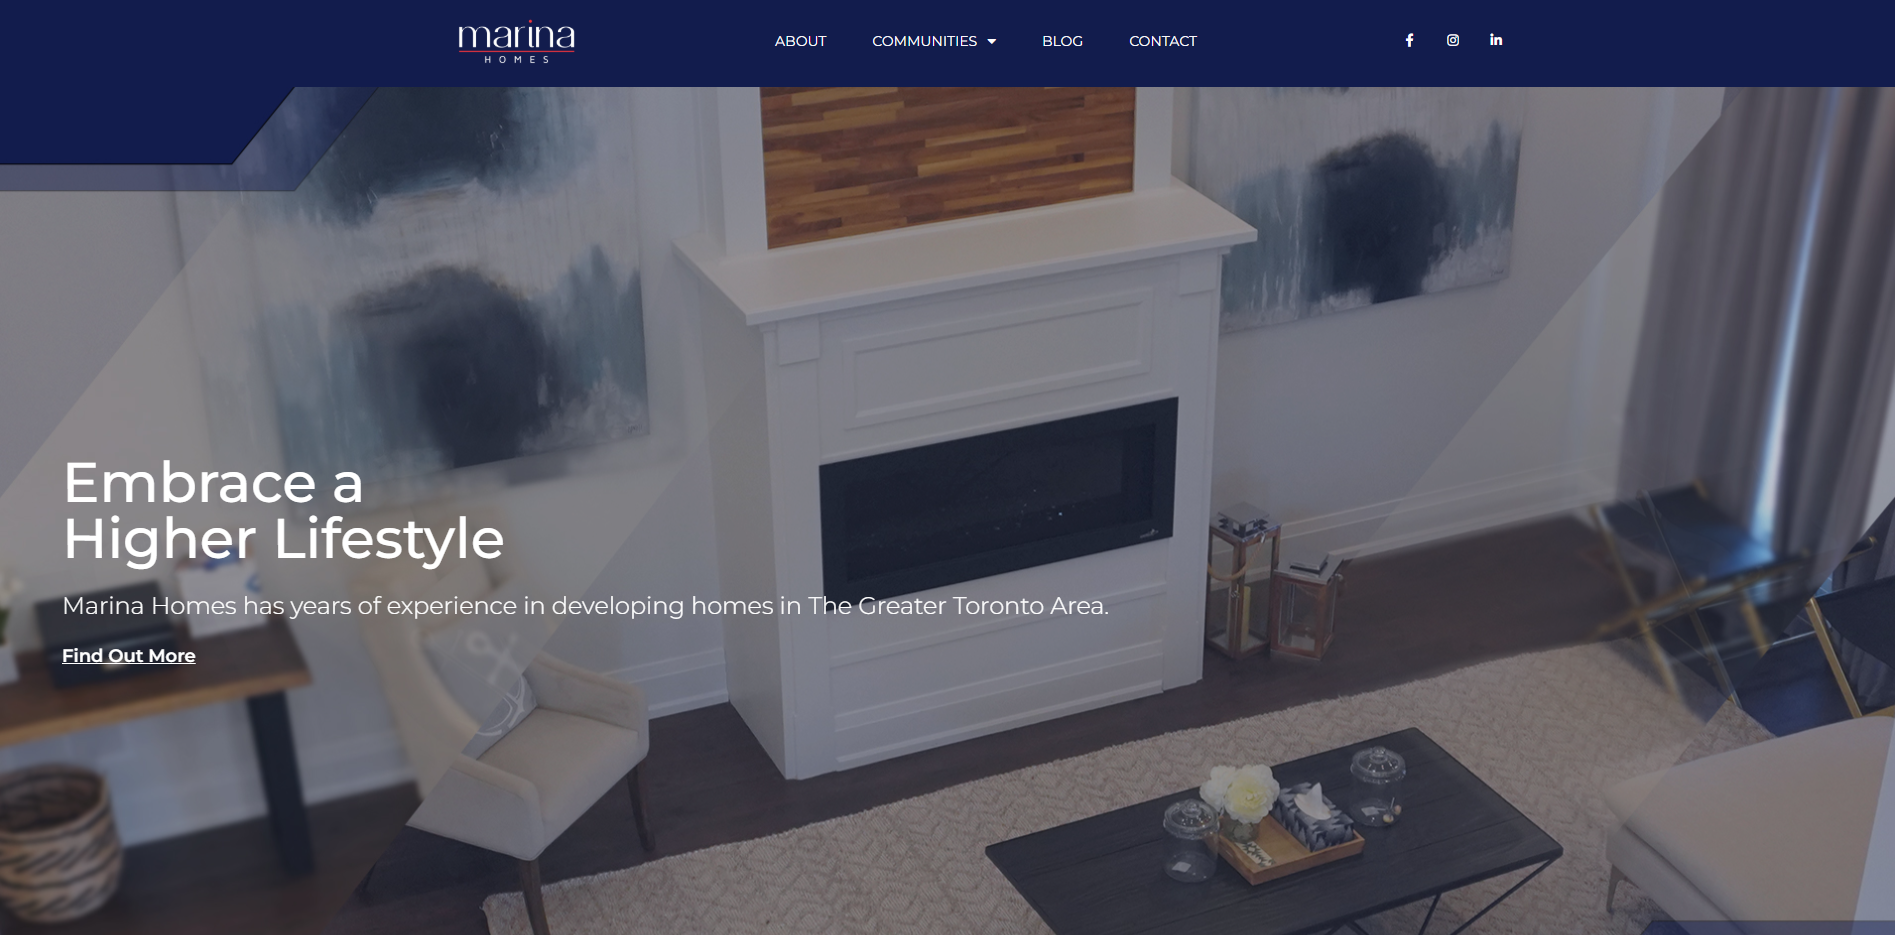 marina
HOMES
ABOUT
COMMUNITIES
BLOG
CONTACT
Embrace a
Higher Lifestyle
Marina Homes has years of experience in developing homes in The Greater Toronto Area.
Find Out More